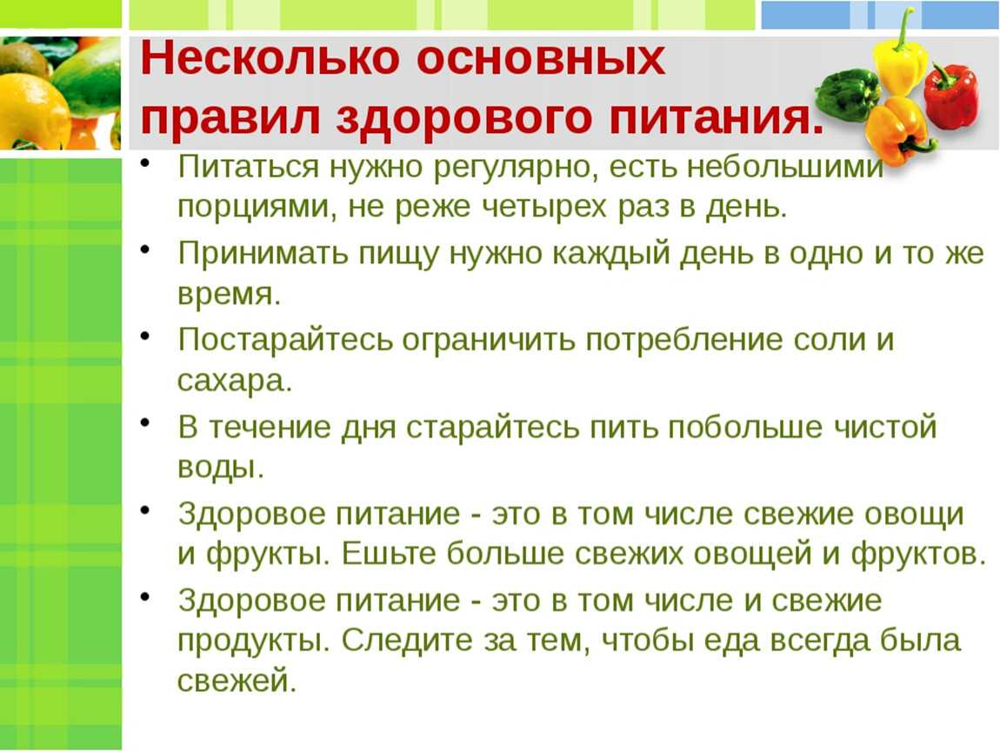 Несколько основных
правил здорового питания.
• Питаться нужно регулярно, есть небольшими
порциями, не реже четырех раз в день.
• Принимать пищу нужно каждый день в одно и то же
время.
• Постарайтесь ограничить потребление соли и
сахара.
• В течение дня старайтесь пить побольше чистой
воды.
• Здоровое питание - это в том числе свежие овощи
и фрукты. Ешьте больше свежих овощей и фруктов.
• Здоровое питание - это в том числе и свежие
продукты. Следите за тем, чтобы еда всегда была
свежей.